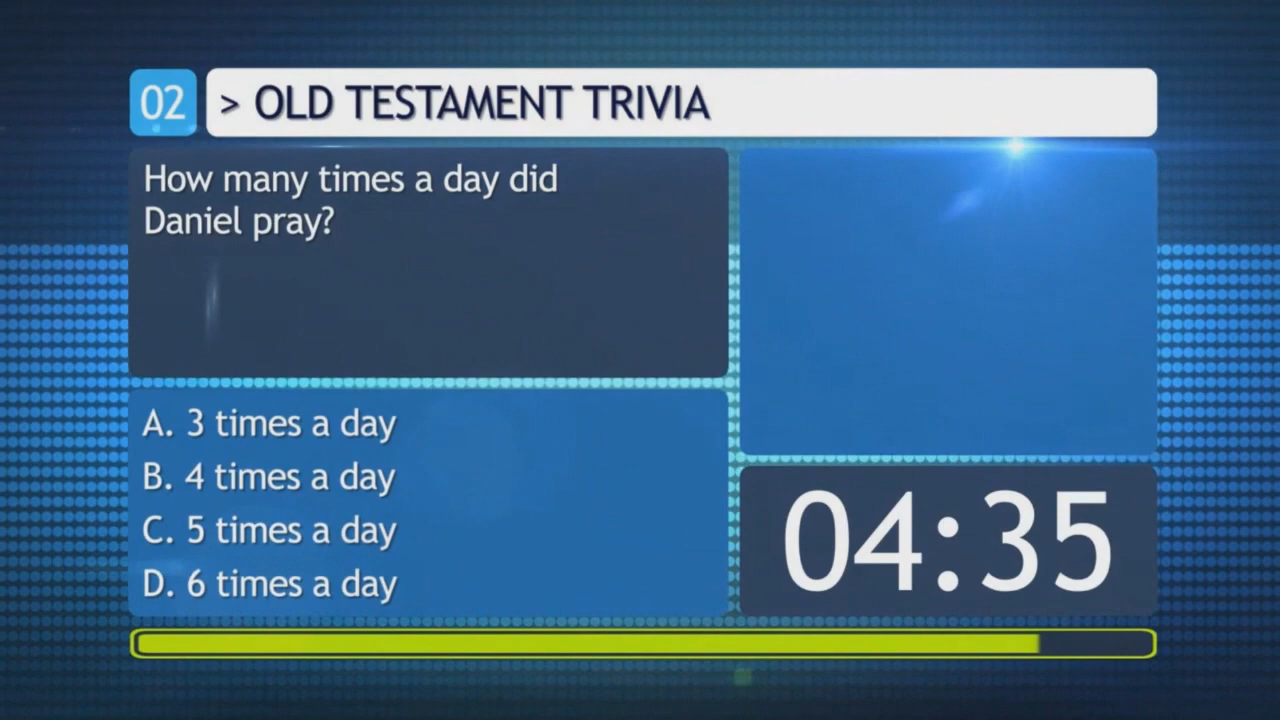 02 > OLD TESTAMENT TRIVIA
How many times a day did
Daniel pray?
A. 3 times a day
B. 4 times a day
C. 5 times a day
D. 6 times a day
04:35